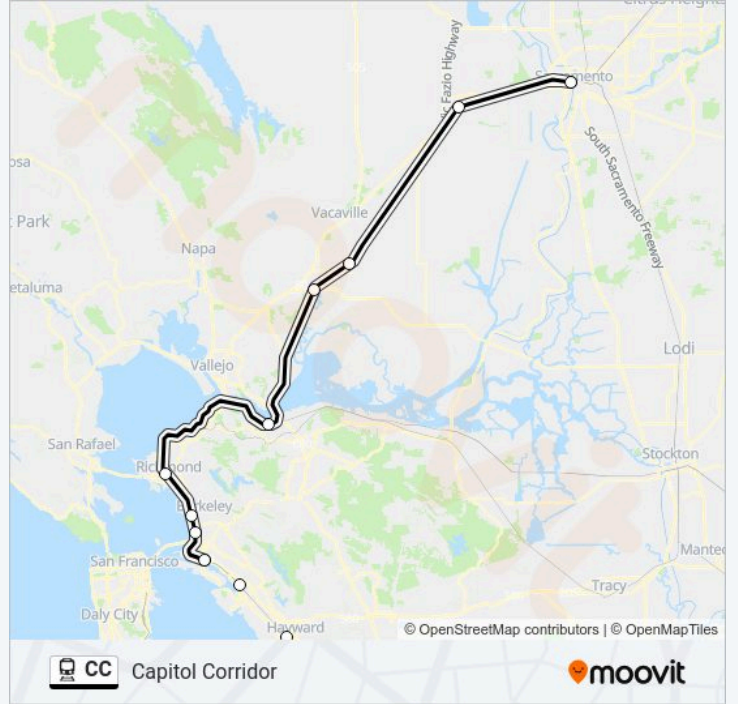 Citrus Heights
Fazio Highway
Sacramento
South Sacramento Freeway
osa
Vacaville
Park
Napa
etaluma
Lodi
Vallejo
San Rafael
Stockton
Richmond
Berkeley
San Francisco
Mantec
Tracy
Daly City
Hayward
© OpenStreetMap contributors | © OpenMapTiles
CC Capitol Corridor
moovit